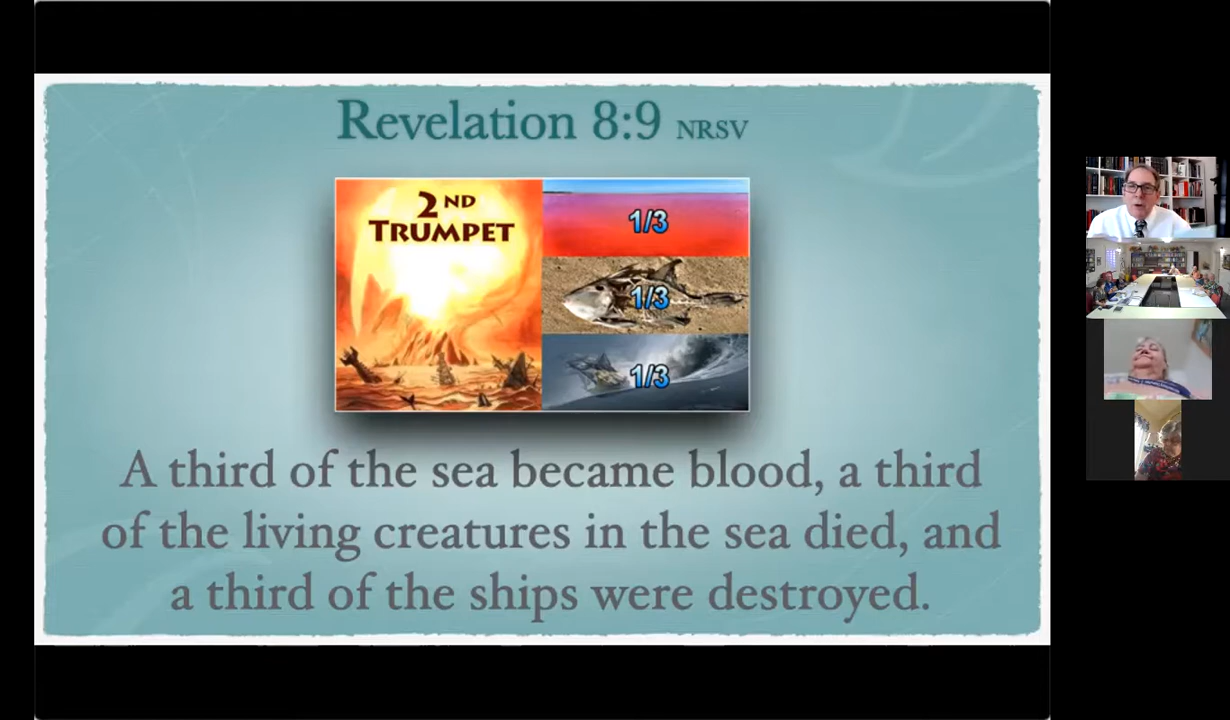 Revelation 8:9 NRSV
2ND
TRUMPET
1/3
1/3
1/3
A third of the sea became blood, a third
of the living creatures in the sea died, and
a third of the ships were destroyed.